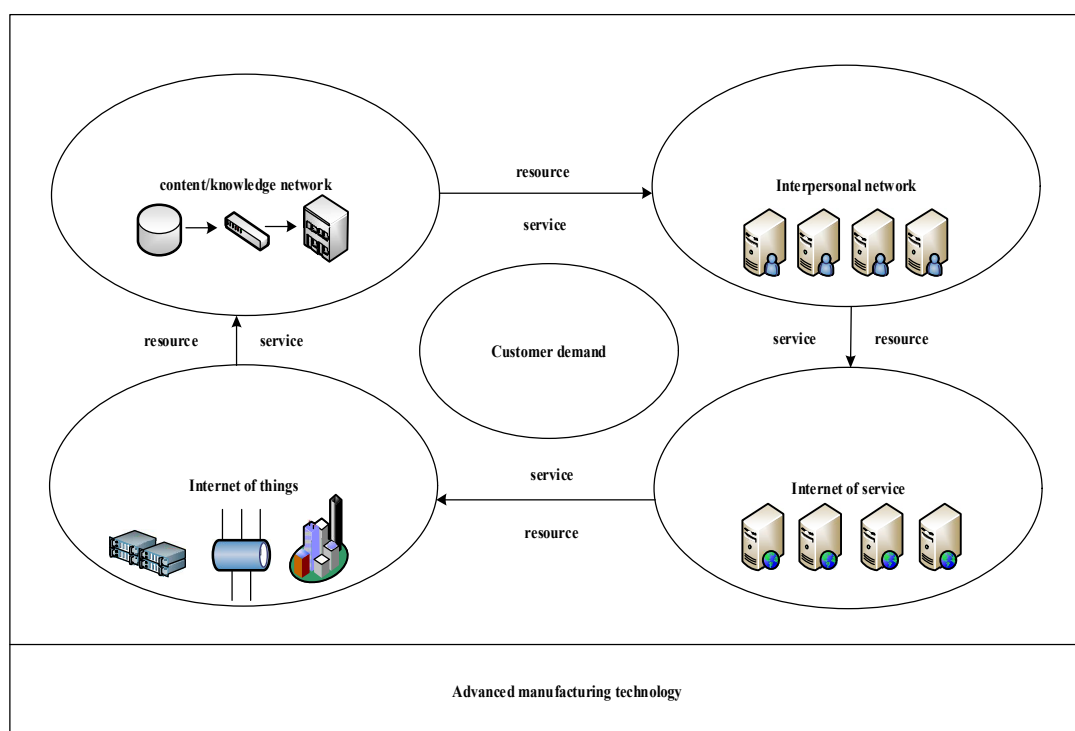 resource
content/knowledge network
Interpersonal network
service
resource
service
service
resource
Customer demand
service
Internet of things
Internet of service
resource
Advanced manufacturing technology